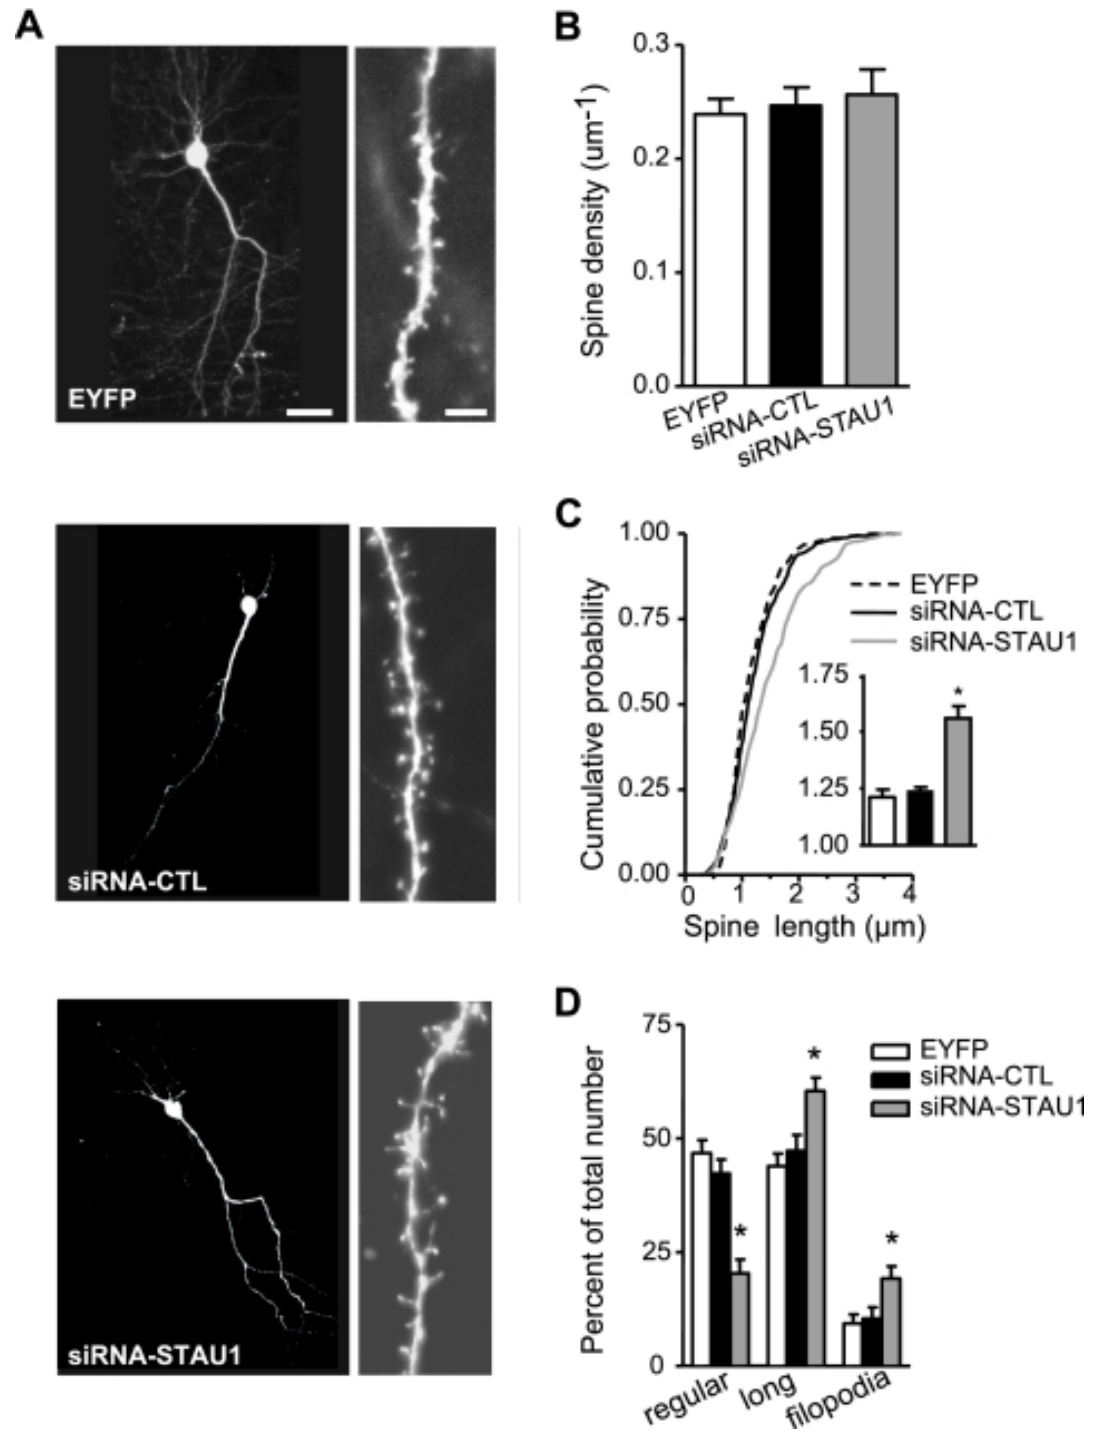 A
EYFP
siRNA-CTL
siRNA-STAU1
B
Spine density (um-1)
0.3
0.2
0.1
0.0
EYFP
siRNA-CTL
siRNA-STAU1
C
Cumulative probability
1.00
0.75
0.50
0.25
0.00
EYFP
siRNA-CTL
siRNA-STAU1
1.75
1.50
1.25
1.00
*
0 1 2 3 4
Spine length (µm)
D
Percent of total number
75
50
25
0
EYFP
siRNA-CTL
siRNA-STAU1
*
*
*
regular
long
filopodia